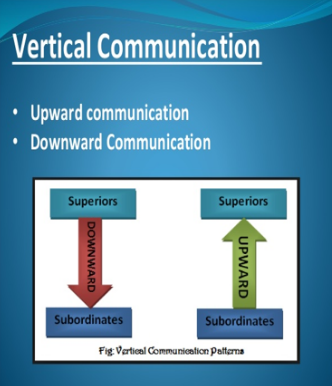 Vertical Communication
• Upward communication
• Downward Communication
Superiors Superiors
DOWNWARD UPWARD
Subordinates Subordinates
Fig: Vertical Communication Patterns